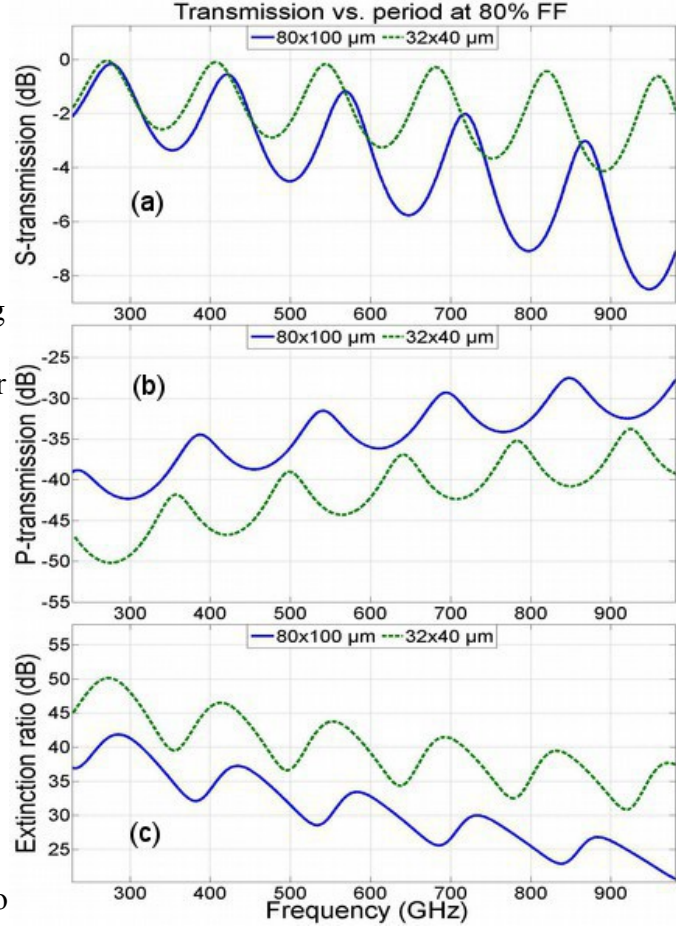 Transmission vs. period at 80% FF
80x100 µm 32x40 µm
S-transmission (dB)
0
-2
-4
-6
-8
(a)
300 400 500 600 700 800 900
g
80x100 µm 32x40 µm
P-transmission (dB)
-25
-30
-35
-40
-45
-50
-55
(b)
r
300 400 500 600 700 800 900
80x100 µm 32x40 µm
Extinction ratio (dB)
55
50
45
40
35
30
25
(c)
300 400 500 600 700 800 900
o
Frequency (GHz)